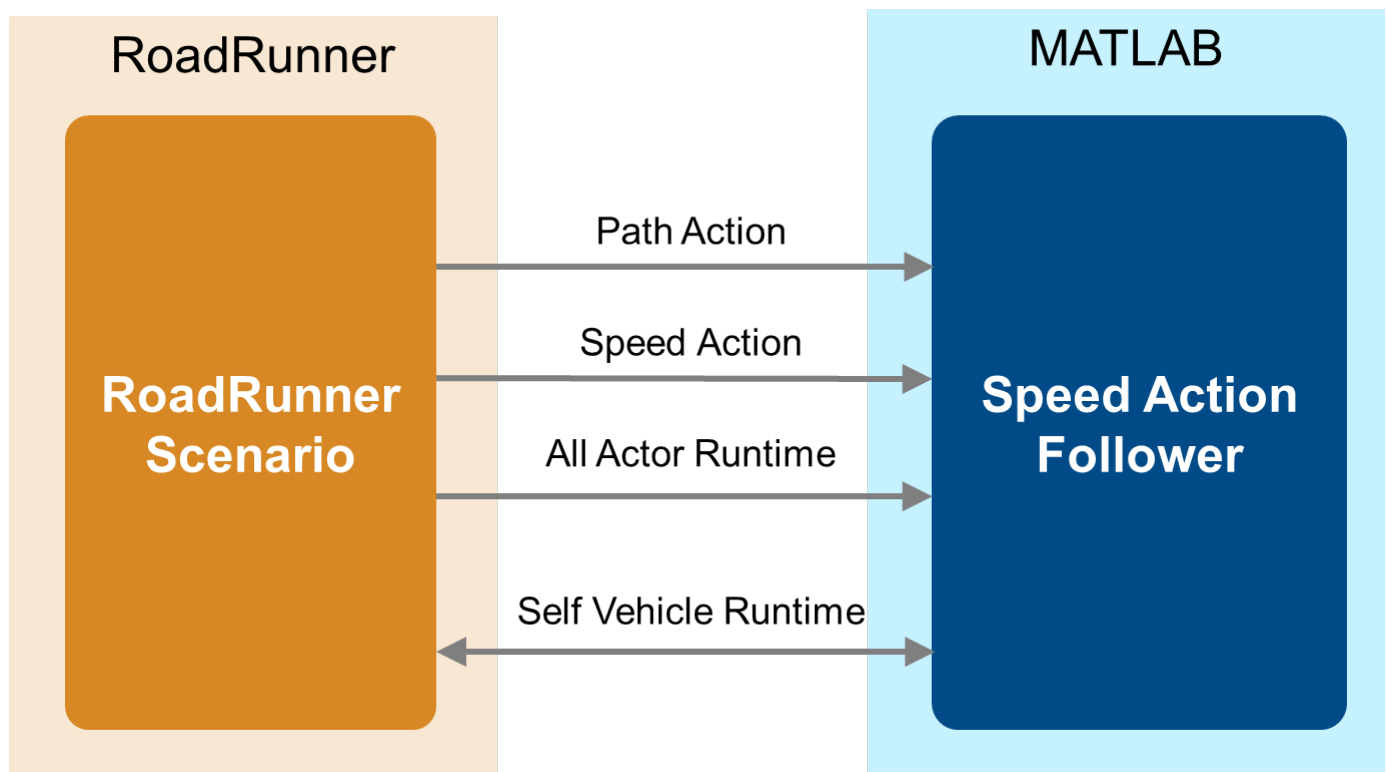 RoadRunner
MATLAB
Path Action
Speed Action
RoadRunner
Scenario
All Actor Runtime
Speed Action
Follower
Self Vehicle Runtime